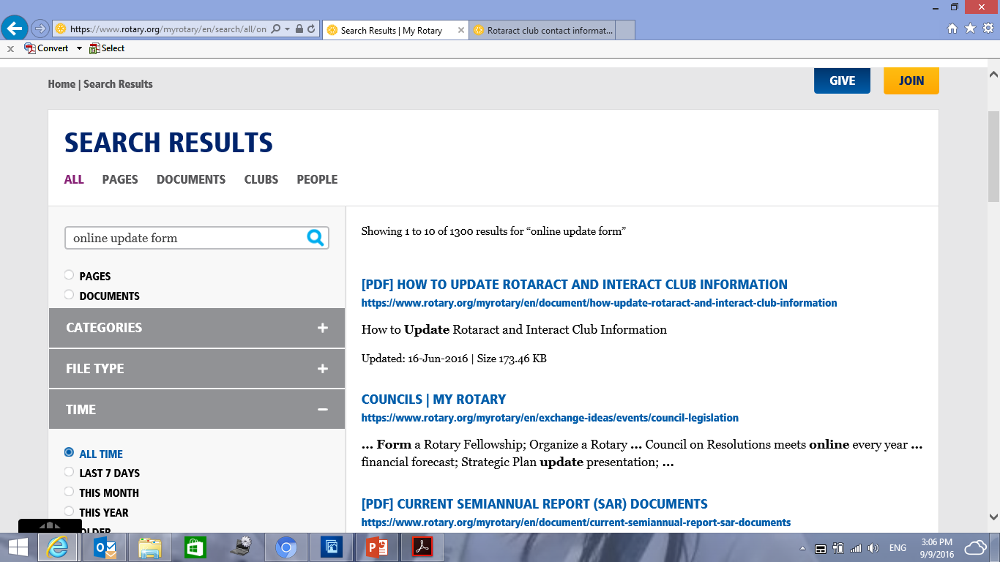 https://www.rotary.org/myrotary/en/search/all/on
Search Results | My Rotary
Rotaract club contact informat...
x Convert Select
Home | Search Results
GIVE
JOIN
SEARCH RESULTS
ALL PAGES DOCUMENTS CLUBS PEOPLE
online update form
PAGES
DOCUMENTS
CATEGORIES +
FILE TYPE +
TIME −
ALL TIME
LAST 7 DAYS
THIS MONTH
THIS YEAR
OLDER
Showing 1 to 10 of 1300 results for “online update form”
[PDF] HOW TO UPDATE ROTARACT AND INTERACT CLUB INFORMATION
https://www.rotary.org/myrotary/en/document/how-update-rotaract-and-interact-club-information
How to Update Rotaract and Interact Club Information
Updated: 16-Jun-2016 | Size 173.46 KB
COUNCILS | MY ROTARY
https://www.rotary.org/myrotary/en/exchange-ideas/events/council-legislation
... Form a Rotary Fellowship; Organize a Rotary ... Council on Resolutions meets online every year ...
financial forecast; Strategic Plan update presentation; ...
[PDF] CURRENT SEMIANNUAL REPORT (SAR) DOCUMENTS
https://www.rotary.org/myrotary/en/document/current-semiannual-report-sar-documents
ENG
3:06 PM
9/9/2016